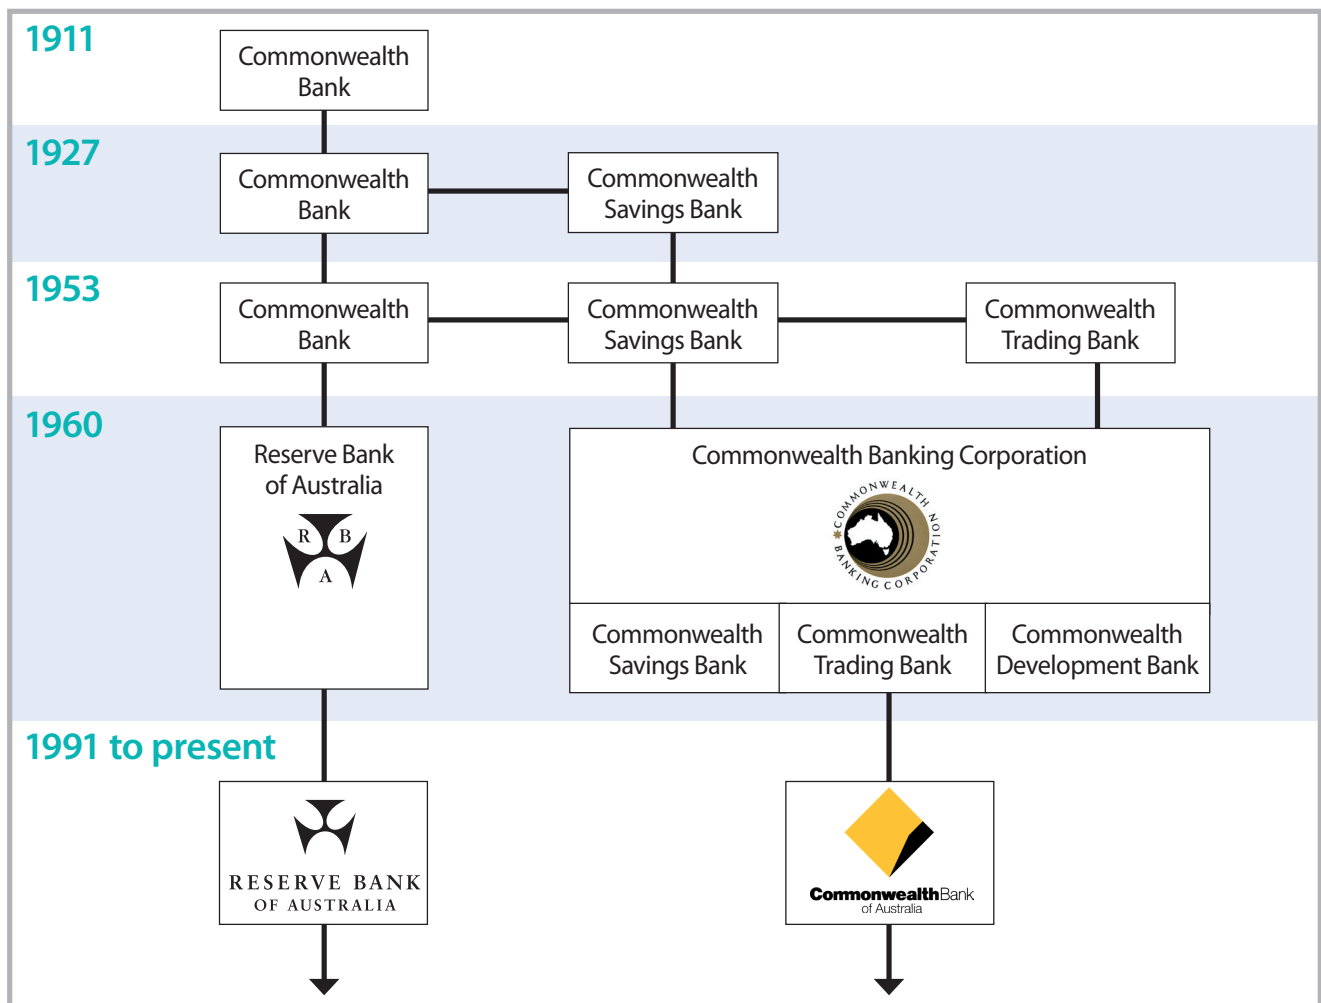 1911
Commonwealth
Bank
1927
Commonwealth
Bank
Commonwealth
Savings Bank
1953
Commonwealth
Bank
Commonwealth
Savings Bank
Commonwealth
Trading Bank
1960
Reserve Bank
of Australia
R B
A
Commonwealth Banking Corporation
COMMONWEALTH
BANKING CORPORATION
Commonwealth
Savings Bank
Commonwealth
Trading Bank
Commonwealth
Development Bank
1991 to present
RESERVE BANK
OF AUSTRALIA
CommonwealthBank
of Australia